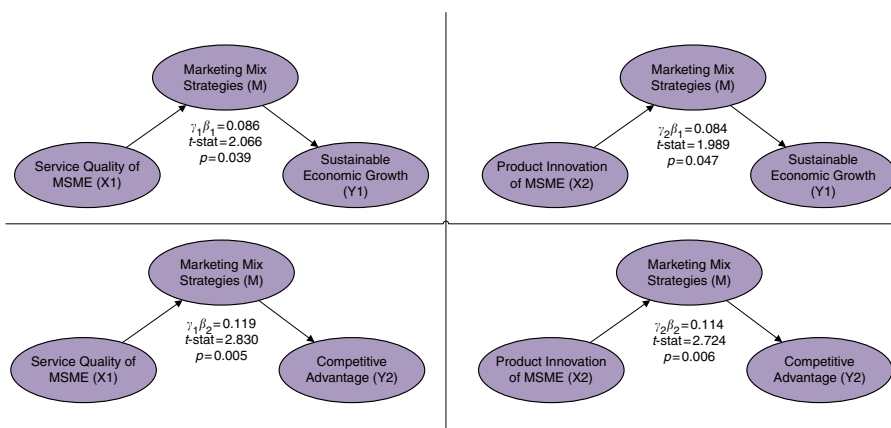 Marketing Mix
Strategies (M)
γ₁β₁=0.086
t-stat=2.066
p=0.039
Service Quality of
MSME (X1)
Sustainable
Economic Growth
(Y1)
Marketing Mix
Strategies (M)
γ₂β₁=0.084
t-stat=1.989
p=0.047
Product Innovation
of MSME (X2)
Sustainable
Economic Growth
(Y1)
Marketing Mix
Strategies (M)
γ₁β₂=0.119
t-stat=2.830
p=0.005
Service Quality of
MSME (X1)
Competitive
Advantage (Y2)
Marketing Mix
Strategies (M)
γ₂β₂=0.114
t-stat=2.724
p=0.006
Product Innovation
of MSME (X2)
Competitive
Advantage (Y2)